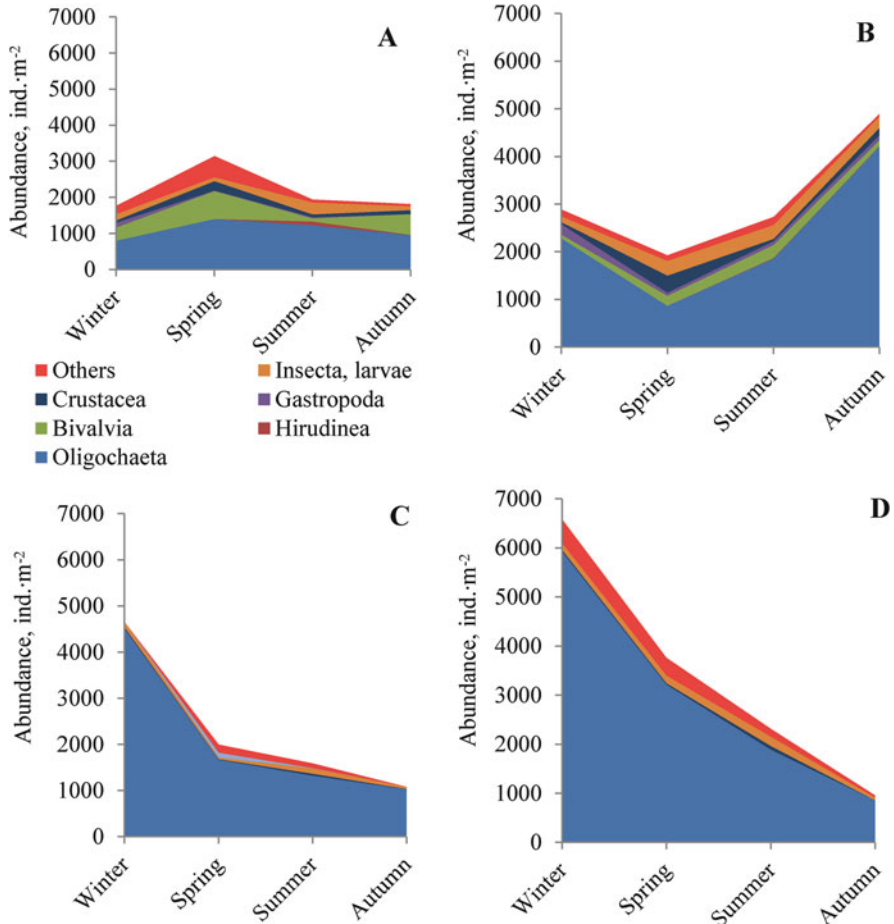 A
Abundance, ind.·m-2
7000
6000
5000
4000
3000
2000
1000
0
Winter
Spring
Summer
Autumn
B
Abundance, ind.·m-2
7000
6000
5000
4000
3000
2000
1000
0
Winter
Spring
Summer
Autumn
Others
Insecta, larvae
Crustacea
Gastropoda
Bivalvia
Hirudinea
Oligochaeta
C
Abundance, ind.·m-2
7000
6000
5000
4000
3000
2000
1000
0
Winter
Spring
Summer
Autumn
D
Abundance, ind.·m-2
7000
6000
5000
4000
3000
2000
1000
0
Winter
Spring
Summer
Autumn